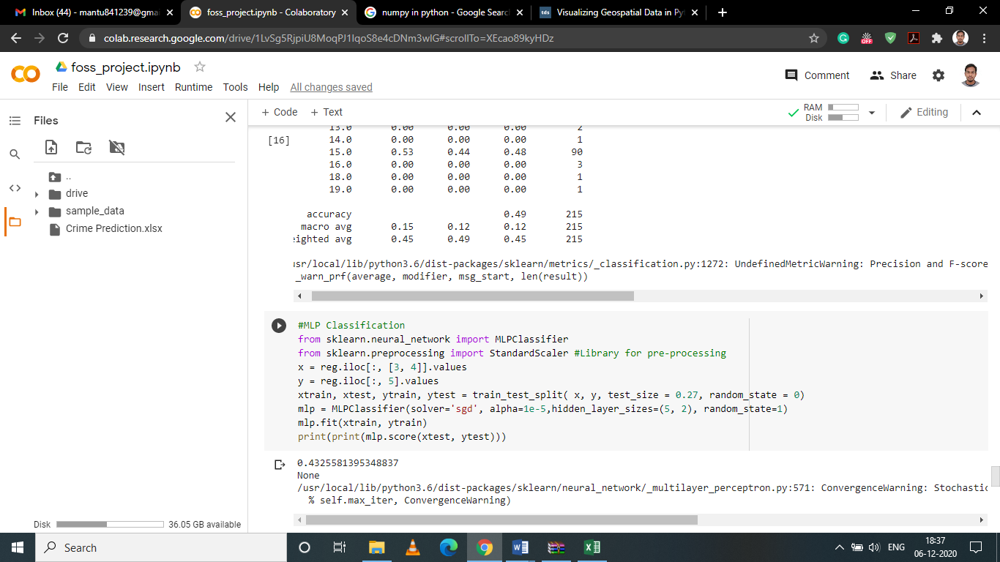 Inbox (44) - mantu841239@gma
foss_project.ipynb - Colaboratory
numpy in python - Google Searc
tds Visualizing Geospatial Data in Pyt
colab.research.google.com/drive/1LvSg5RjpiU8MoqPJ1IqoS8e4cDNm3wlG#scrollTo=XEcao89kyHDz
OFF
foss_project.ipynb
Comment Share
File Edit View Insert Runtime Tools Help All changes saved
Files
+ Code + Text
RAM
Disk
Editing
..
drive
sample_data
Crime Prediction.xlsx
Disk 36.05 GB available
13.0 0.00 0.00 0.00 2
[16] 14.0 0.00 0.00 0.00 1
15.0 0.53 0.44 0.48 90
16.0 0.00 0.00 0.00 3
18.0 0.00 0.00 0.00 1
19.0 0.00 0.00 0.00 1
accuracy 0.49 215
macro avg 0.15 0.12 0.12 215
eighted avg 0.45 0.49 0.45 215
usr/local/lib/python3.6/dist-packages/sklearn/metrics/_classification.py:1272: UndefinedMetricWarning: Precision and F-score
_warn_prf(average, modifier, msg_start, len(result))
#MLP Classification
from sklearn.neural_network import MLPClassifier
from sklearn.preprocessing import StandardScaler #Library for pre-processing
x = reg.iloc[:, [3, 4]].values
y = reg.iloc[:, 5].values
xtrain, xtest, ytrain, ytest = train_test_split( x, y, test_size = 0.27, random_state = 0)
mlp = MLPClassifier(solver='sgd', alpha=1e-5,hidden_layer_sizes=(5, 2), random_state=1)
mlp.fit(xtrain, ytrain)
print(print(mlp.score(xtest, ytest)))
0.4325581395348837
None
/usr/local/lib/python3.6/dist-packages/sklearn/neural_network/_multilayer_perceptron.py:571: ConvergenceWarning: Stochastic
% self.max_iter, ConvergenceWarning)
Search
ENG
18:37
06-12-2020